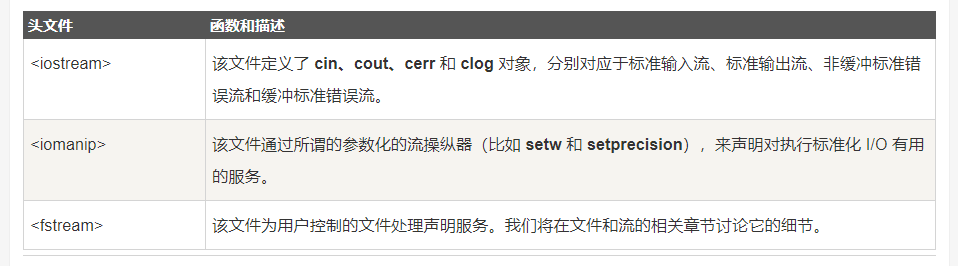 头文件 函数和描述
<iostream> 该文件定义了 cin、cout、cerr 和 clog 对象，分别对应于标准输入流、标准输出流、非缓冲标准错
误流和缓冲标准错误流。
<iomanip> 该文件通过所谓的参数化的流操纵器（比如 setw 和 setprecision），来声明对执行标准化 I/O 有用
的服务。
<fstream> 该文件为用户控制的文件处理声明服务。我们将在文件和流的相关章节讨论它的细节。